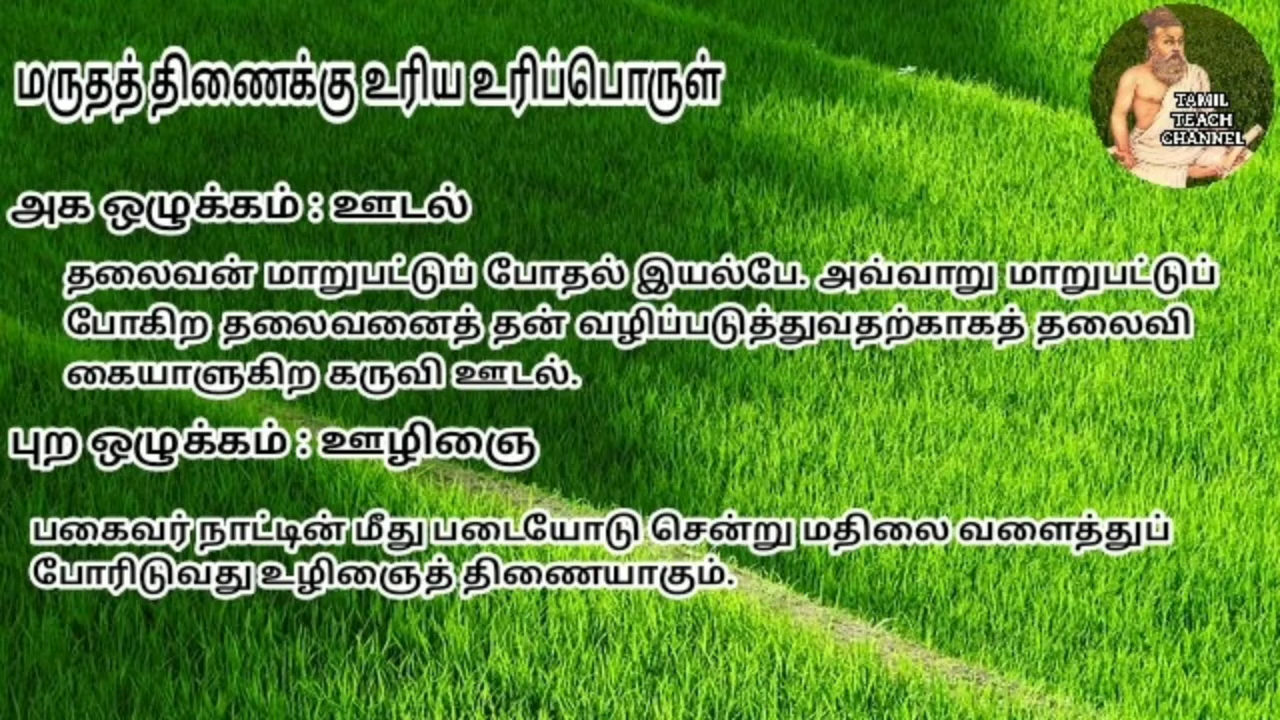 மருதத் திணைக்கு உரிய உரிப்பொருள்
TAMIL
TEACH
CHANNEL
அக ஒழுக்கம் : ஊடல்
தலைவன் மாறுபட்டுப் போதல் இயல்பே. அவ்வாறு மாறுபட்டுப்
போகிற தலைவனைத் தன் வழிப்படுத்துவதற்காகத் தலைவி
கையாளுகிற கருவி ஊடல்.
புற ஒழுக்கம் : ஊழிஞை
பகைவர் நாட்டின் மீது படையோடு சென்று மதிலை வளைத்துப்
போரிடுவது உழிஞைத் திணையாகும்.